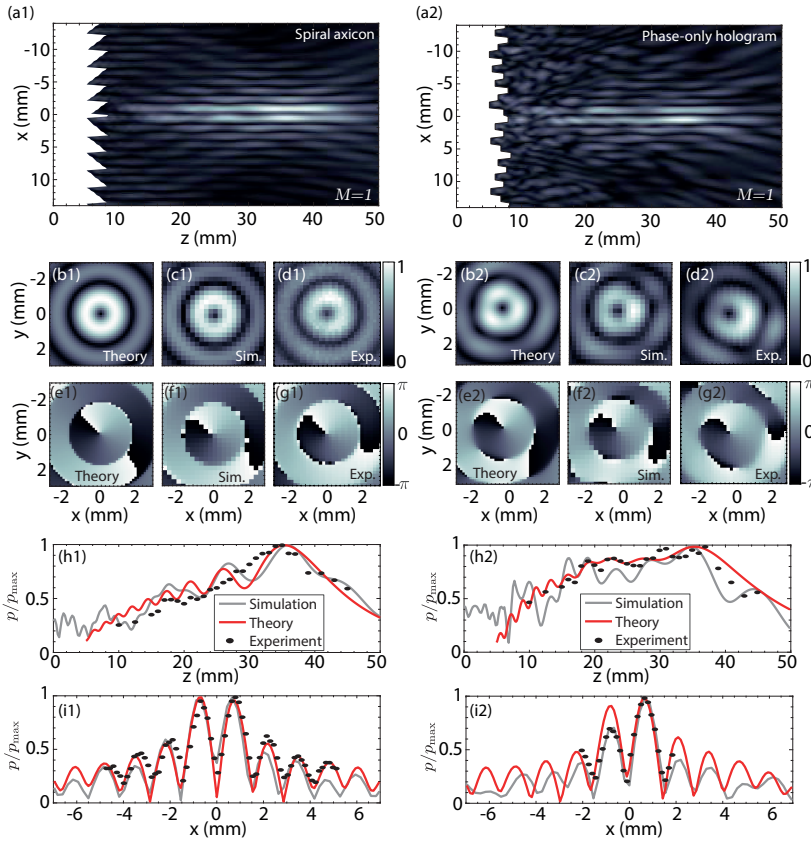 (a1)
Spiral axicon
x (mm)
-10
-5
0
5
10
M=1
0
10
20
30
40
50
z (mm)
(a2)
Phase-only hologram
x (mm)
-10
-5
0
5
10
M=1
0
10
20
30
40
50
z (mm)
(b1)
(c1)
(d1)
y (mm)
-2
0
2
Theory
Sim.
Exp.
1
0
(b2)
(c2)
(d2)
y (mm)
-2
0
2
Theory
Sim.
Exp.
1
0
(e1)
(f1)
(g1)
y (mm)
-2
0
2
Theory
Sim.
Exp.
π
0
-π
-2 0 2
-2 0 2
-2 0 2
x (mm)
x (mm)
x (mm)
(e2)
(f2)
(g2)
y (mm)
-2
0
2
Theory
Sim.
Exp.
π
0
-π
-2 0 2
-2 0 2
-2 0 2
x (mm)
x (mm)
x (mm)
(h1)
p/pmax
1
0.5
0
Simulation
Theory
Experiment
0 10 20 30 40 50
z (mm)
(h2)
p/pmax
1
0.5
0
Simulation
Theory
Experiment
0 10 20 30 40 50
z (mm)
(i1)
p/pmax
1
0.5
0
-6 -4 -2 0 2 4 6
x (mm)
(i2)
p/pmax
1
0.5
0
-6 -4 -2 0 2 4 6
x (mm)